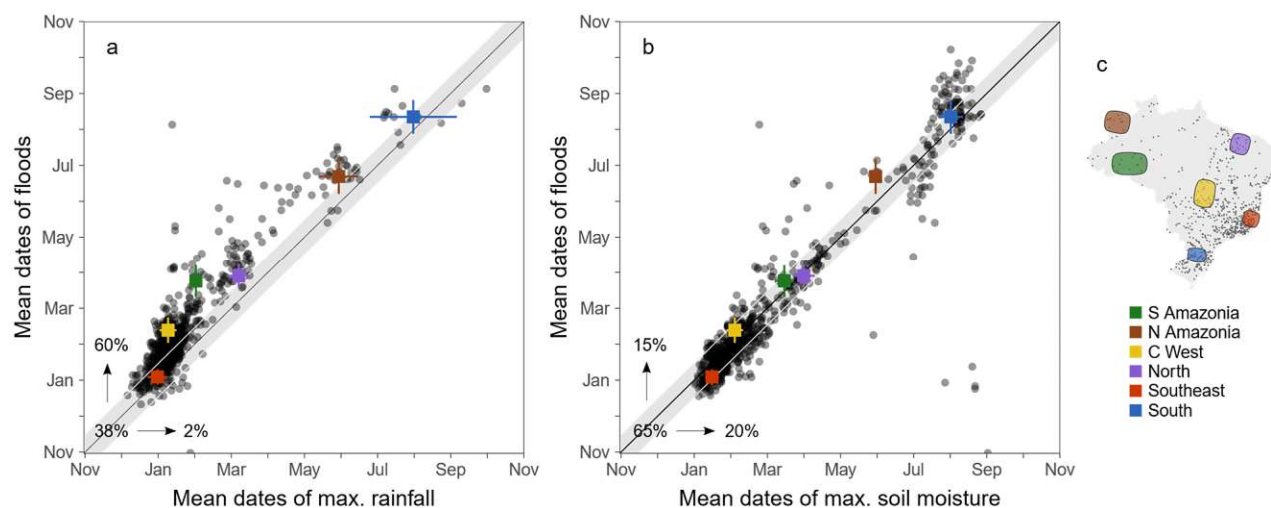 a
Mean dates of floods
Nov
Sep
Jul
May
Mar
Jan
Nov
60%
38%
2%
Nov Jan Mar May Jul Sep Nov
Mean dates of max. rainfall
b
Mean dates of floods
Nov
Sep
Jul
May
Mar
Jan
Nov
15%
65%
20%
Nov Jan Mar May Jul Sep Nov
Mean dates of max. soil moisture
c
S Amazonia
N Amazonia
C West
North
Southeast
South